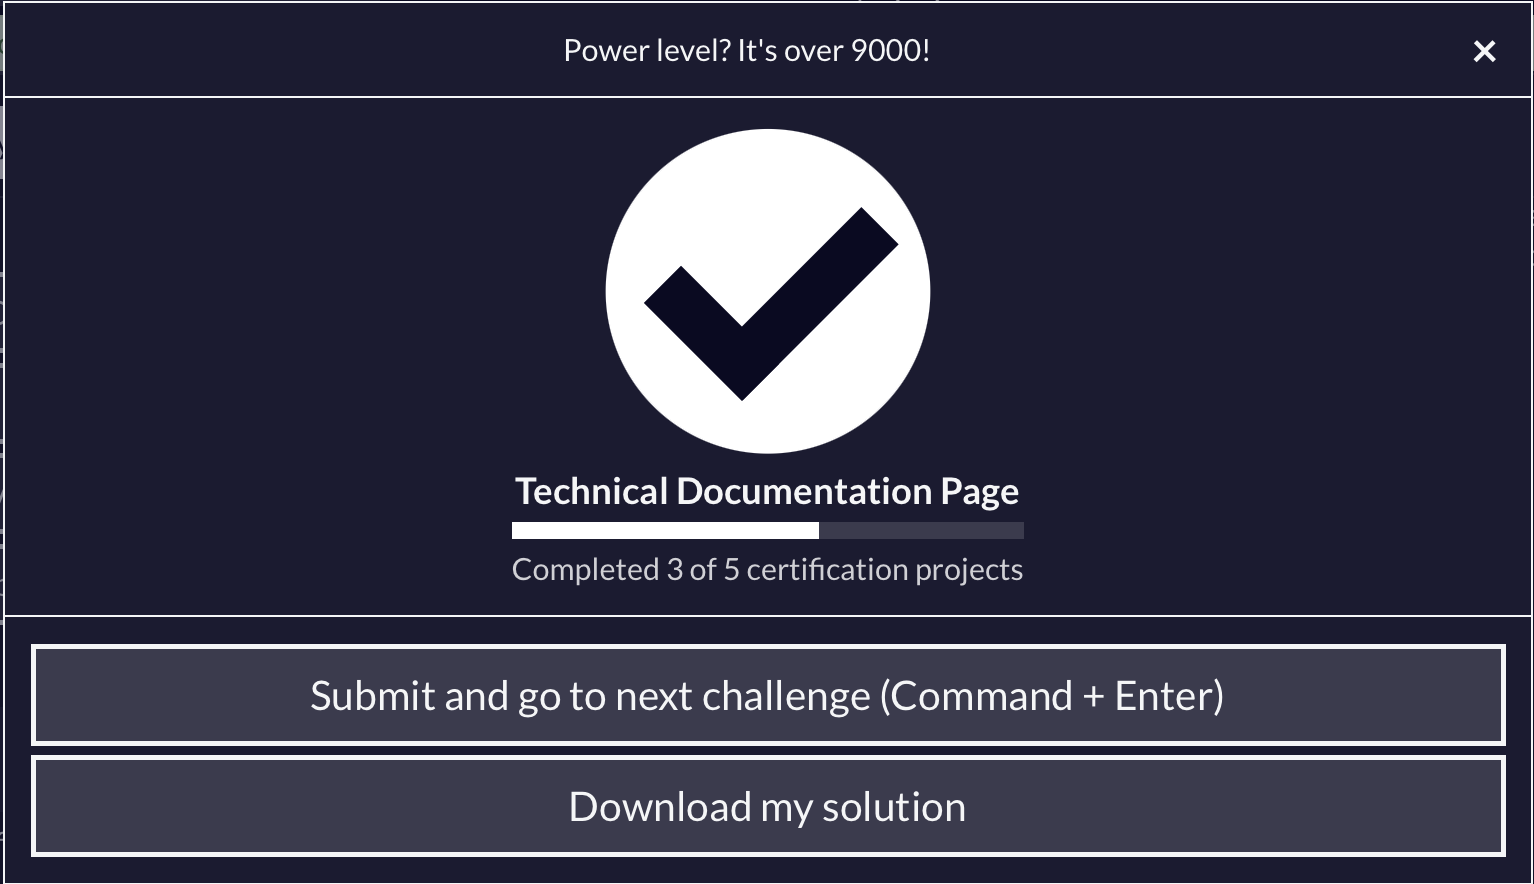 Power level? It's over 9000!
Technical Documentation Page
Completed 3 of 5 certification projects
Submit and go to next challenge (Command + Enter)
Download my solution